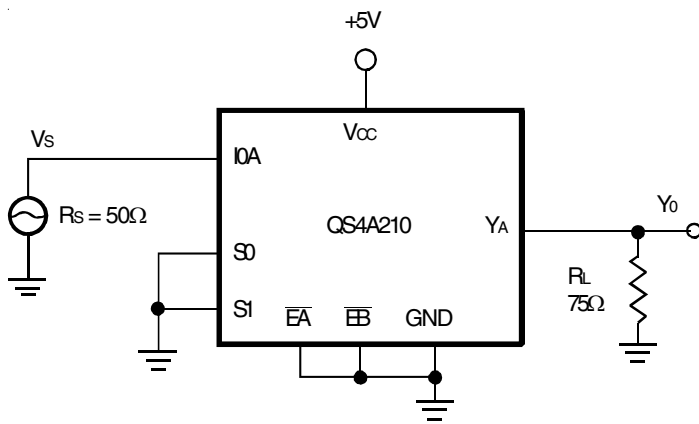 +5V
VCC
VS
I0A
RS = 50Ω
QS4A210
YA
Y0
S0
RL
75Ω
S1
EA
EB
GND